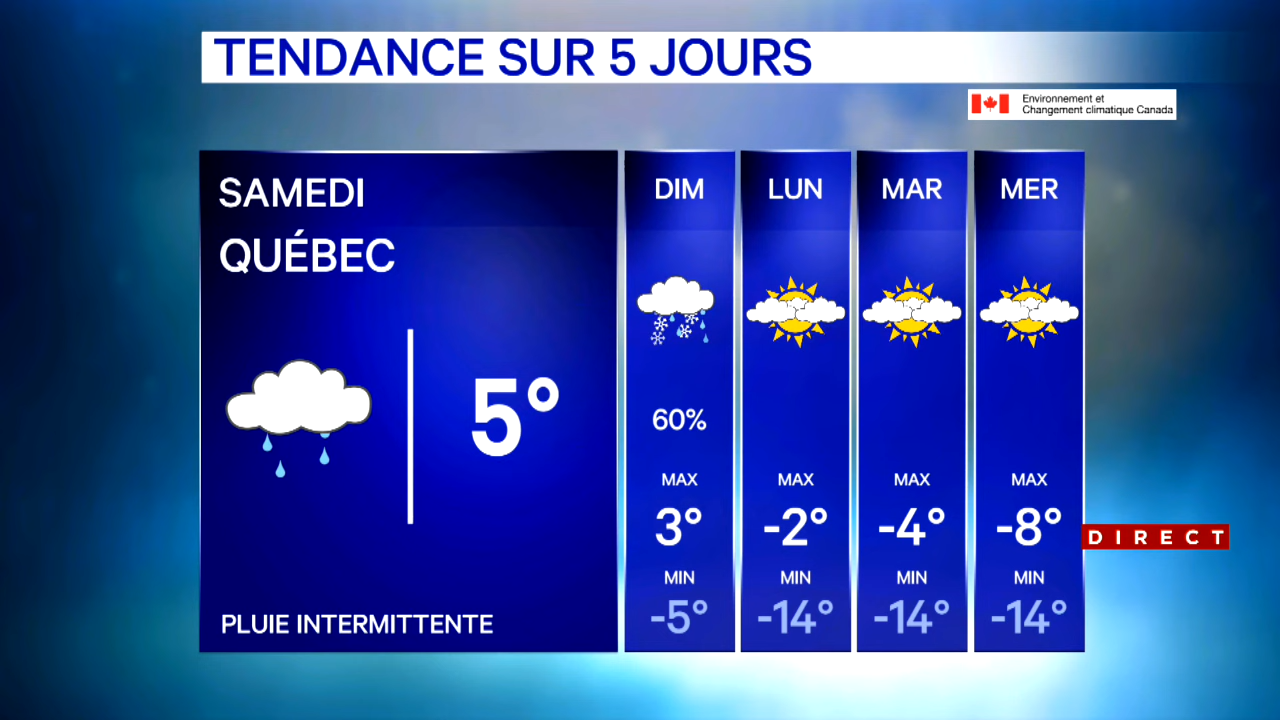 TENDANCE SUR 5 JOURS
Environnement et
Changement climatique Canada
SAMEDI
QUÉBEC
5°
PLUIE INTERMITTENTE
DIM
60%
MAX
3°
MIN
-5°
LUN
MAX
-2°
MIN
-14°
MAR
MAX
-4°
MIN
-14°
MER
MAX
-8°
MIN
-14°
DIRECT